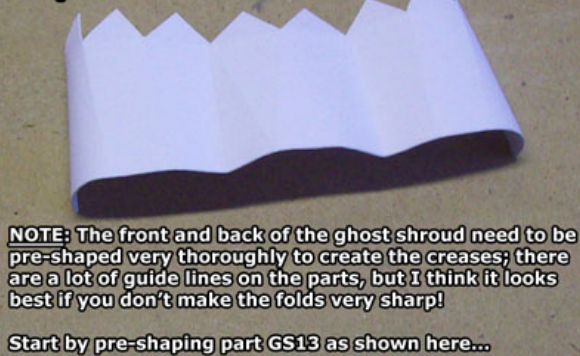 NOTE: The front and back of the ghost shroud need to be
pre-shaped very thoroughly to create the creases; there
are a lot of guide lines on the parts, but I think it looks
best if you don't make the folds very sharp!
Start by pre-shaping part GS13 as shown here...